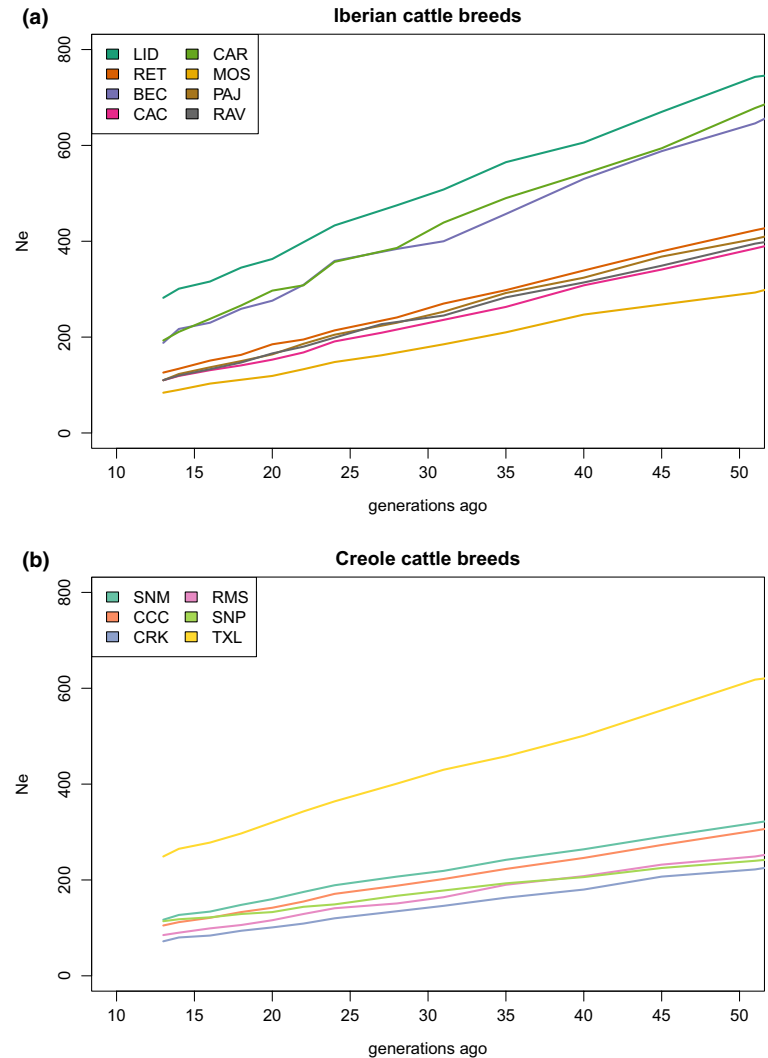 (a)
Iberian cattle breeds
800
600
400
200
0
Ne
LID CAR
RET MOS
BEC PAJ
CAC RAV
10 15 20 25 30 35 40 45 50
generations ago
(b)
Creole cattle breeds
800
600
400
200
0
Ne
SNM RMS
CCC SNP
CRK TXL
10 15 20 25 30 35 40 45 50
generations ago